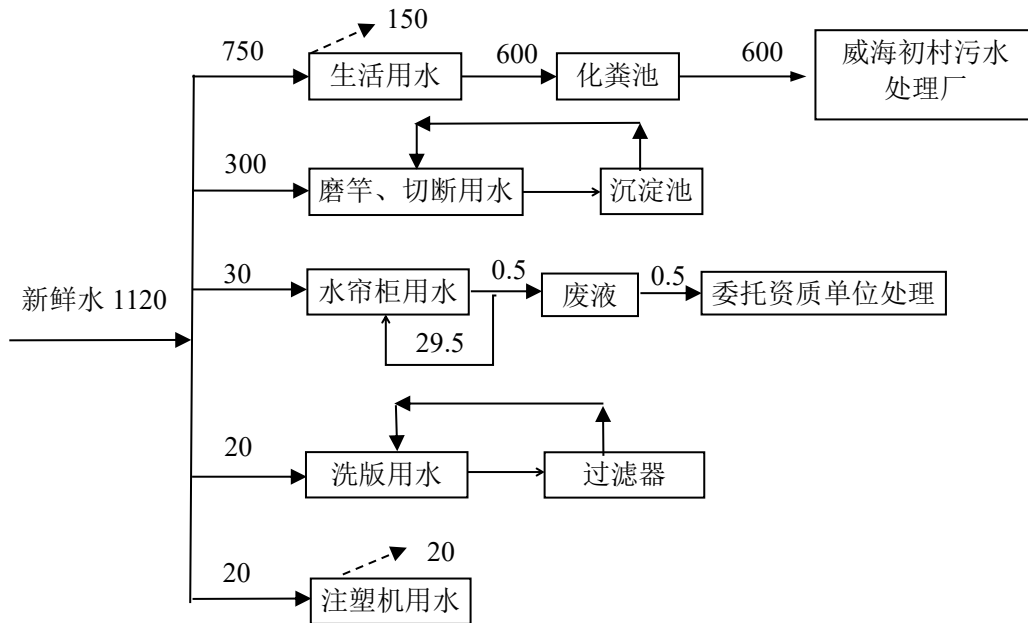 150
750
生活用水
600
化粪池
600
威海初村污水
处理厂
300
磨竿、切断用水
沉淀池
新鲜水 1120
30
水帘柜用水
0.5
废液
0.5
委托资质单位处理
29.5
20
洗版用水
过滤器
20
20
注塑机用水